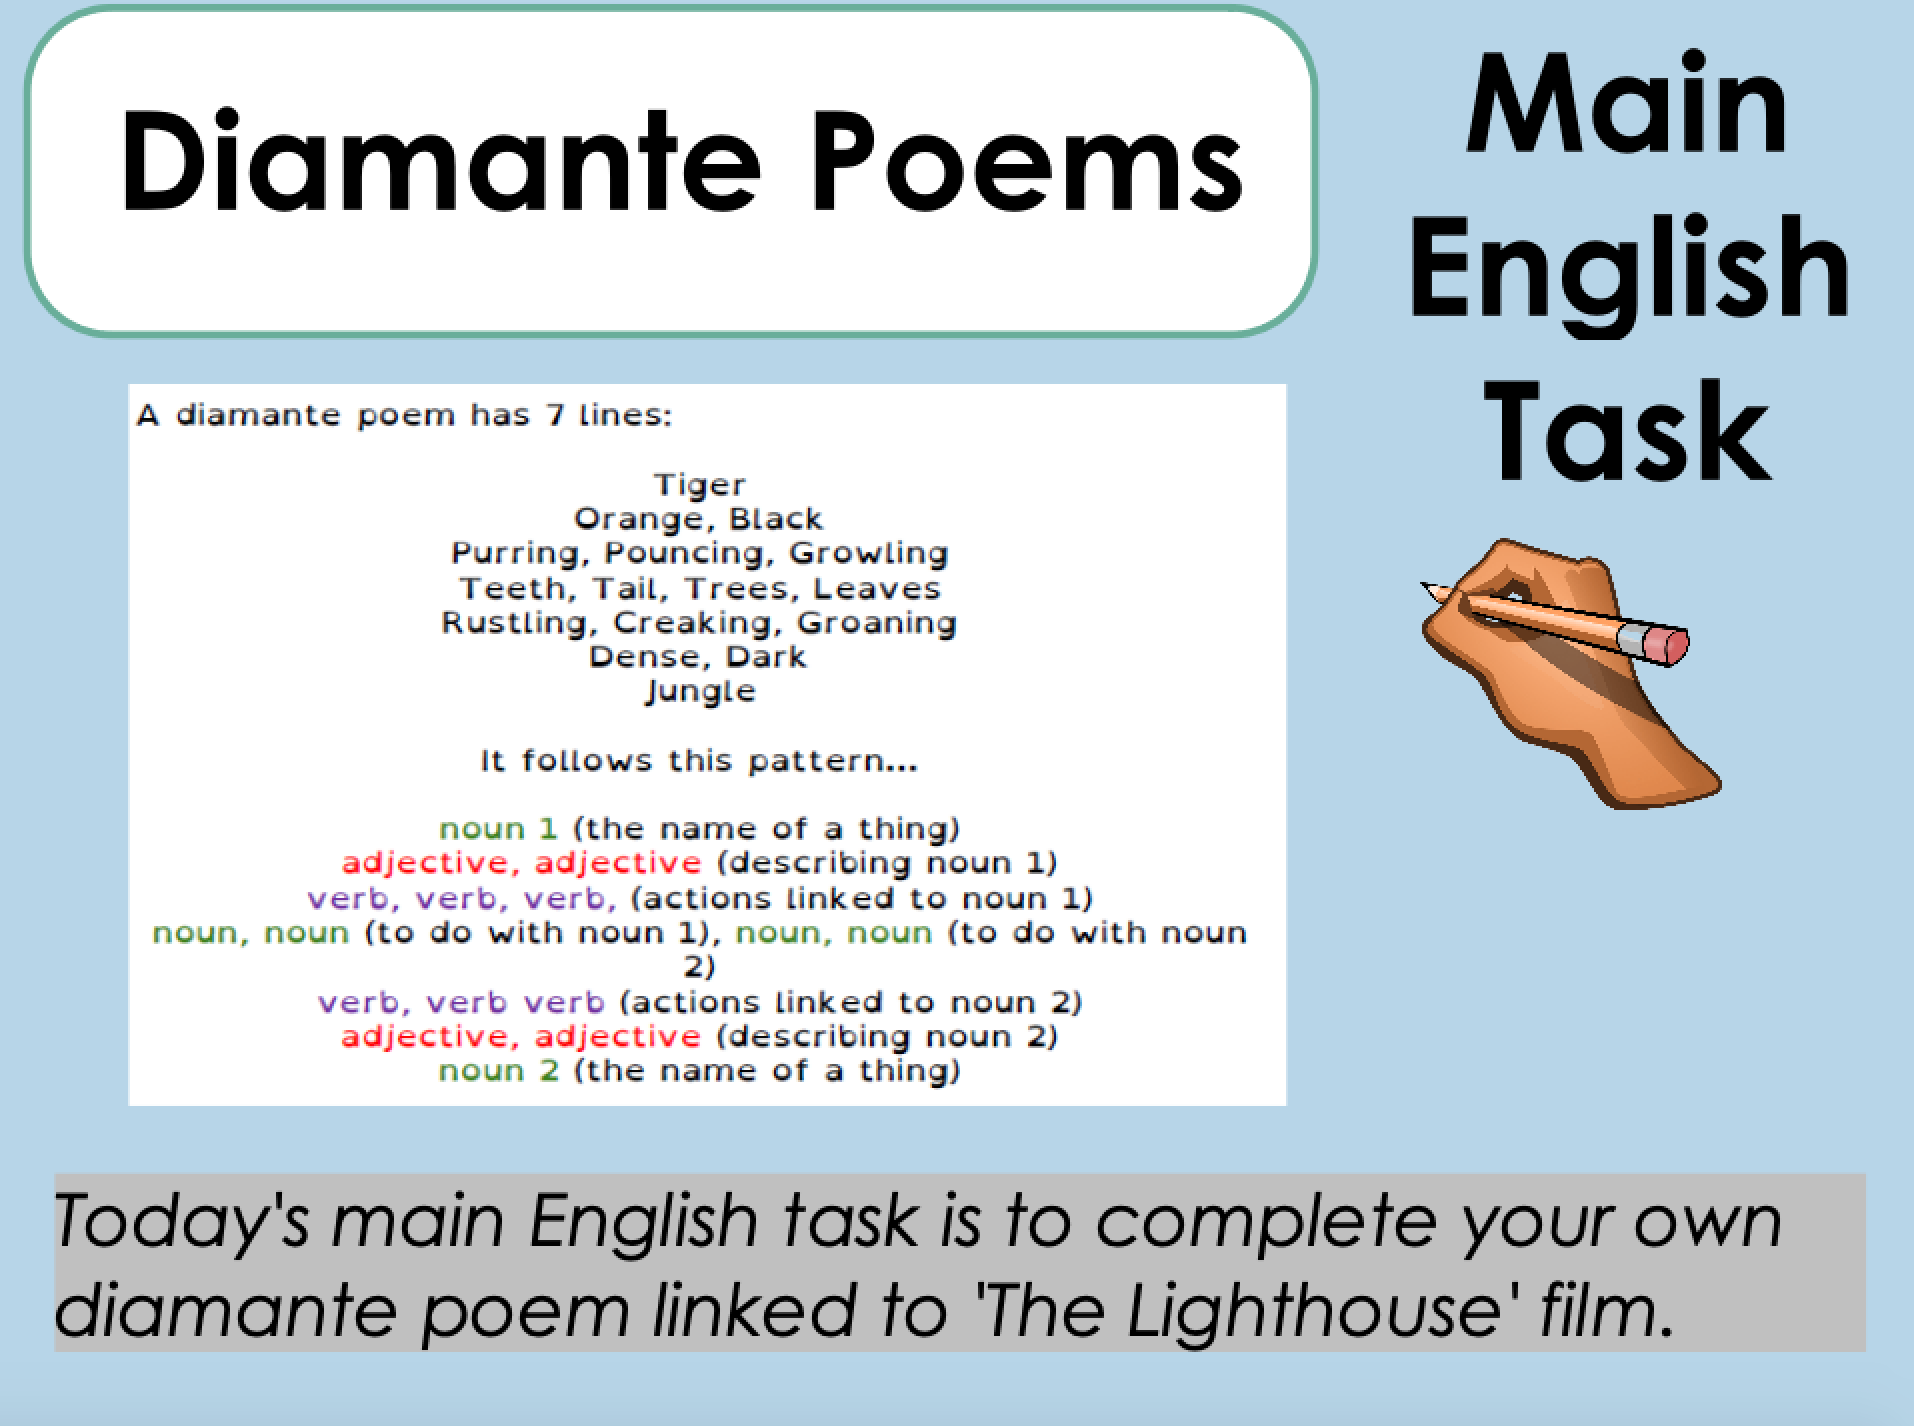 Diamante Poems
Main
English
Task
A diamante poem has 7 lines:
Tiger
Orange, Black
Purring, Pouncing, Growling
Teeth, Tail, Trees, Leaves
Rustling, Creaking, Groaning
Dense, Dark
Jungle
It follows this pattern...
noun 1 (the name of a thing)
adjective, adjective (describing noun 1)
verb, verb, verb, (actions linked to noun 1)
noun, noun (to do with noun 1), noun, noun (to do with noun
2)
verb, verb verb (actions linked to noun 2)
adjective, adjective (describing noun 2)
noun 2 (the name of a thing)
Today's main English task is to complete your own
diamante poem linked to 'The Lighthouse' film.